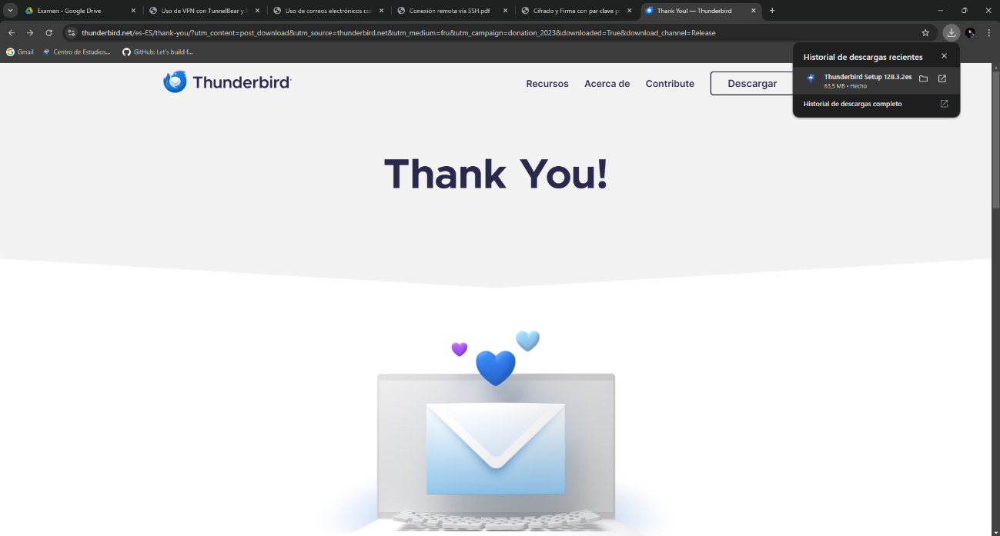 Examen - Google Drive
Uso de VPN con TunnelBear y P
Uso de correos electrónicos co
Conexión remota vía SSH.pdf
Cifrado y Firma con par clave p
Thank You! — Thunderbird
thunderbird.net/es-ES/thank-you/?utm_content=post_download&utm_source=thunderbird.net&utm_medium=fru&utm_campaign=donation_2023&downloaded=True&download_channel=Release
Gmail
Centro de Estudios...
GitHub: Let's build f...
Historial de descargas recientes
Thunderbird Setup 128.3.2es
63,5 MB • Hecho
Historial de descargas completo
Thunderbird
Recursos
Acerca de
Contribute
Descargar
Thank You!